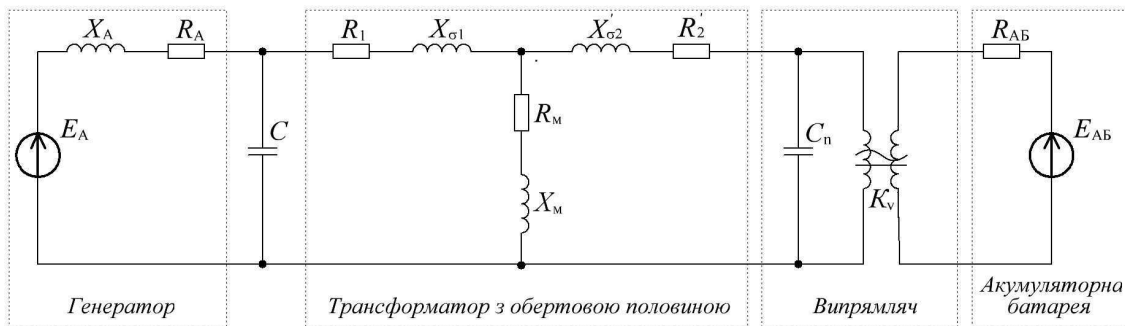 X_A R_A R_1 X_σ1 X'_σ2 R'_2 R_АБ
E_A C R_м C_n E_АБ
X_м K_v
Генератор Трансформатор з обертовою половиною Випрямляч Акумуляторна
батарея